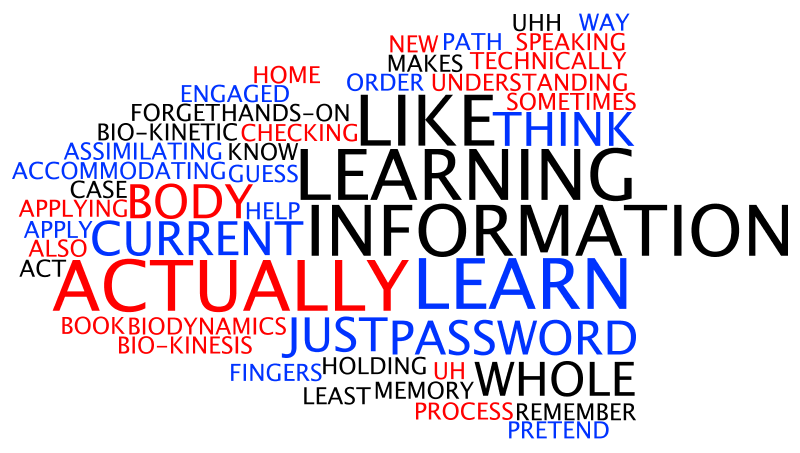 UHH WAY
NEW PATH SPEAKING
MAKES TECHNICALLY
HOME ORDER UNDERSTANDING
ENGAGED SOMETIMES
FORGET HANDS-ON LIKE THINK
BIO-KINETIC CHECKING
ASSIMILATING KNOW LEARNING
ACCOMMODATING GUESS
CASE BODY
APPLYING HELP INFORMATION
APPLY CURRENT
ALSO
ACT ACTUALLY LEARN
BOOK BIODYNAMICS JUST PASSWORD
BIO-KINESIS
FINGERS HOLDING UH WHOLE
LEAST MEMORY
PROCESS REMEMBER
PRETEND